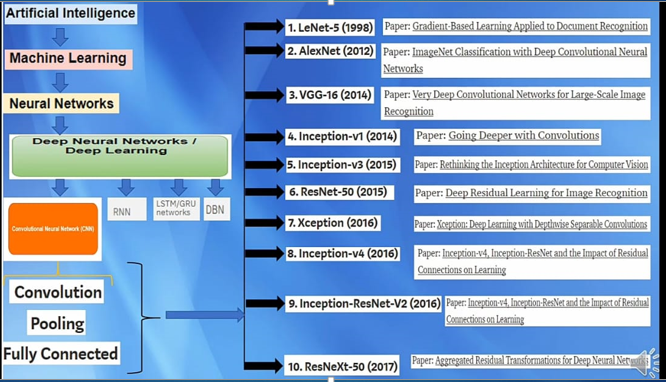 Artificial Intelligence
Machine Learning
Neural Networks
Deep Neural Networks /
Deep Learning
Convolutional Neural Network (CNN)
RNN
LSTM/GRU
networks
DBN
Convolution
Pooling
Fully Connected
1. LeNet-5 (1998)
Paper: Gradient-Based Learning Applied to Document Recognition
2. AlexNet (2012)
Paper: ImageNet Classification with Deep Convolutional Neural
Networks
3. VGG-16 (2014)
Paper: Very Deep Convolutional Networks for Large-Scale Image
Recognition
4. Inception-v1 (2014)
Paper: Going Deeper with Convolutions
5. Inception-v3 (2015)
Paper: Rethinking the Inception Architecture for Computer Vision
6. ResNet-50 (2015)
Paper: Deep Residual Learning for Image Recognition
7. Xception (2016)
Paper: Xception: Deep Learning with Depthwise Separable Convolutions
8. Inception-v4 (2016)
Paper: Inception-v4, Inception-ResNet and the Impact of Residual
Connections on Learning
9. Inception-ResNet-V2 (2016)
Paper: Inception-v4, Inception-ResNet and the Impact of Residual
Connections on Learning
10. ResNeXt-50 (2017)
Paper: Aggregated Residual Transformations for Deep Neural Networks